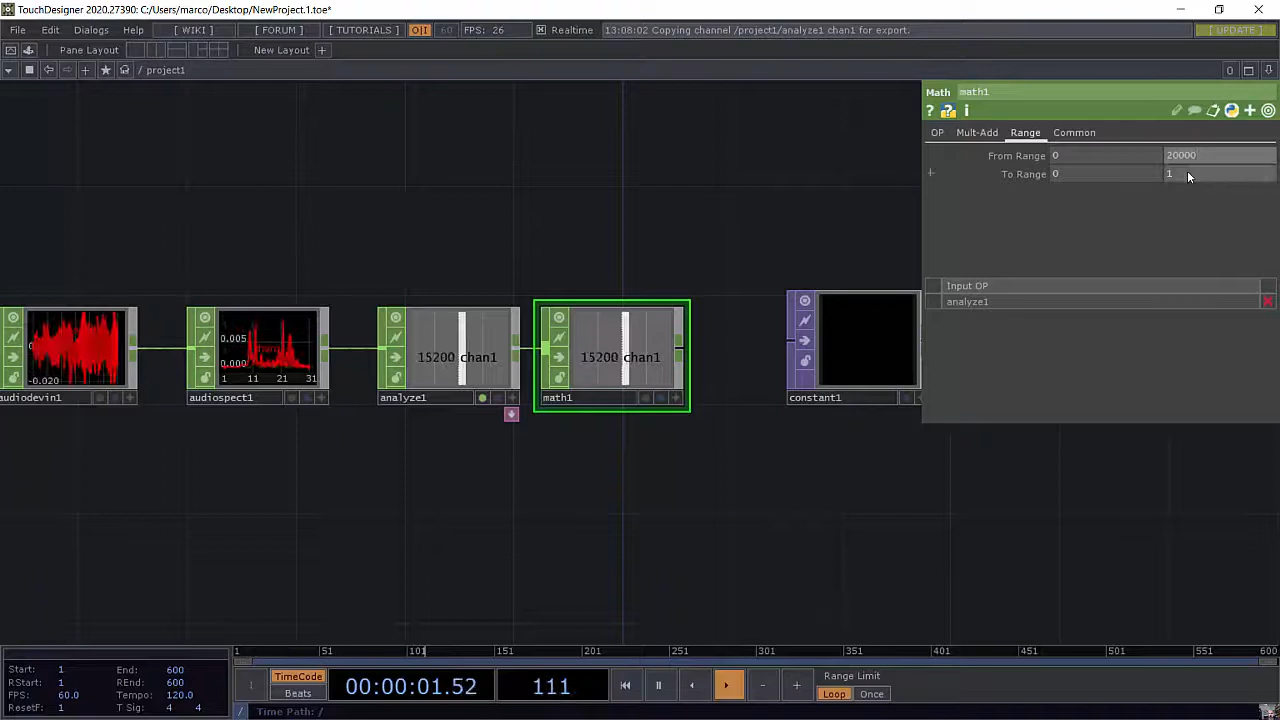 TouchDesigner 2020.27390: C:/Users/marco/Desktop/NewProject.1.toe*
File Edit Dialogs Help [ WIKI ] [ FORUM ] [ TUTORIALS ] O|I 60 FPS: 26 Realtime 13:08:02 Copying channel /project1/analyze1 chan1 for export. [ UPDATE ]
Pane Layout New Layout +
/ project1 0
Math math1
? ? i
OP Mult-Add Range Common
From Range 0 20000
To Range 0 1
Input OP
analyze1
-0.020
0.005
0.000
1 11 21 31
15200 chan1
15200 chan1
audiodevin1 audiospect1 analyze1 math1 constant1
1 51 101 151 201 251 301 351 401 451 501 551 600
Start: 1 End: 600
RStart: 1 REnd: 600
FPS: 60.0 Tempo: 120.0
ResetF: 1 T Sig: 4 4
TimeCode
Beats
00:00:01.52 111
Range Limit
Loop Once
/ Time Path: /